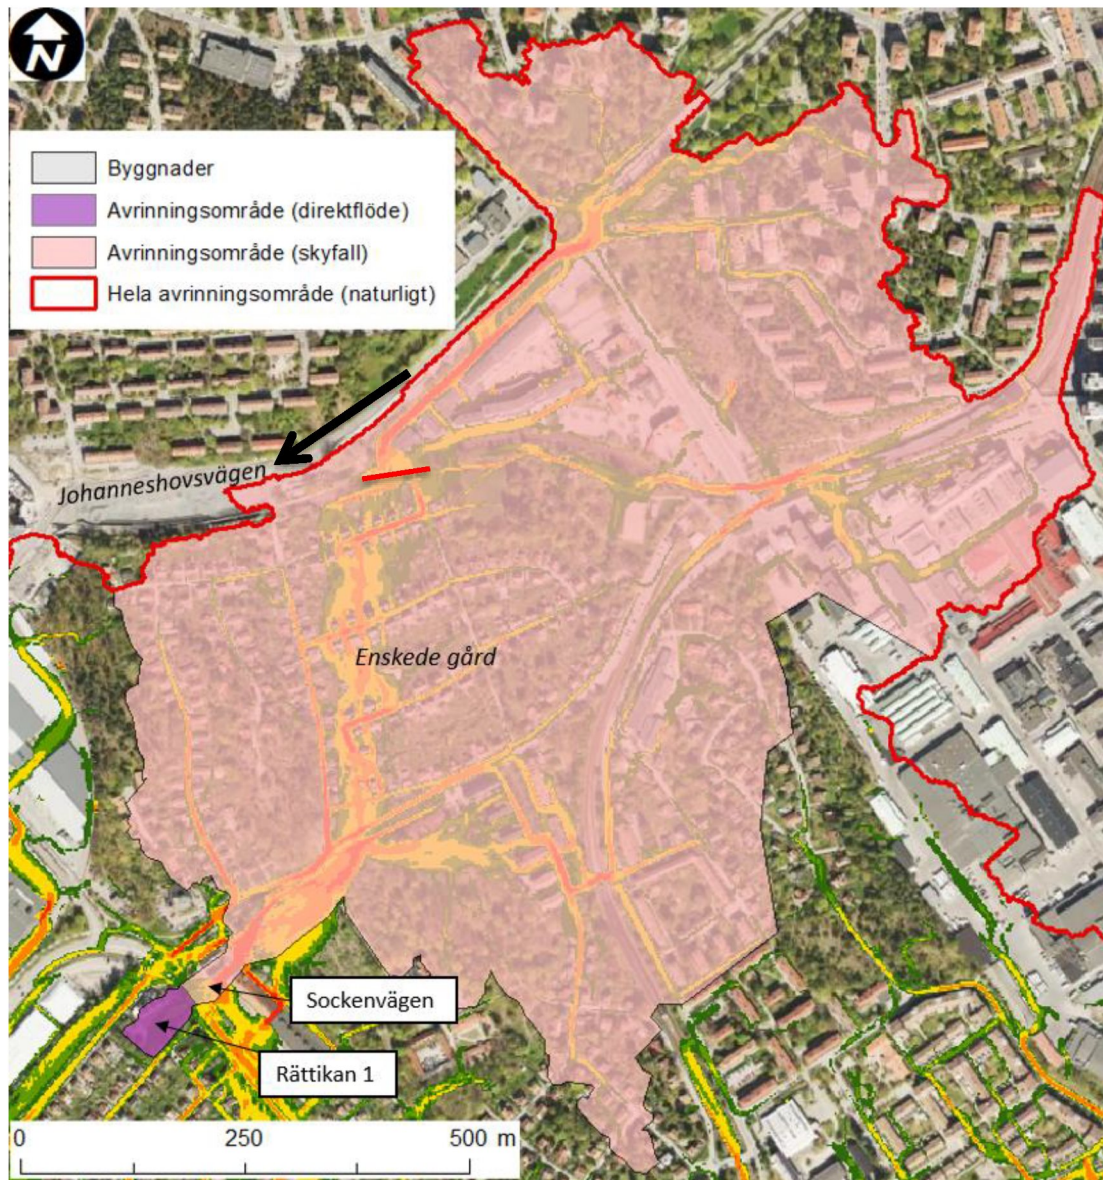 N
Byggnader
Avrinningsområde (direktflöde)
Avrinningsområde (skyfall)
Hela avrinningsområde (naturligt)
Johanneshovsvägen
Enskede gård
Sockenvägen
Rättikan 1
0 250 500 m